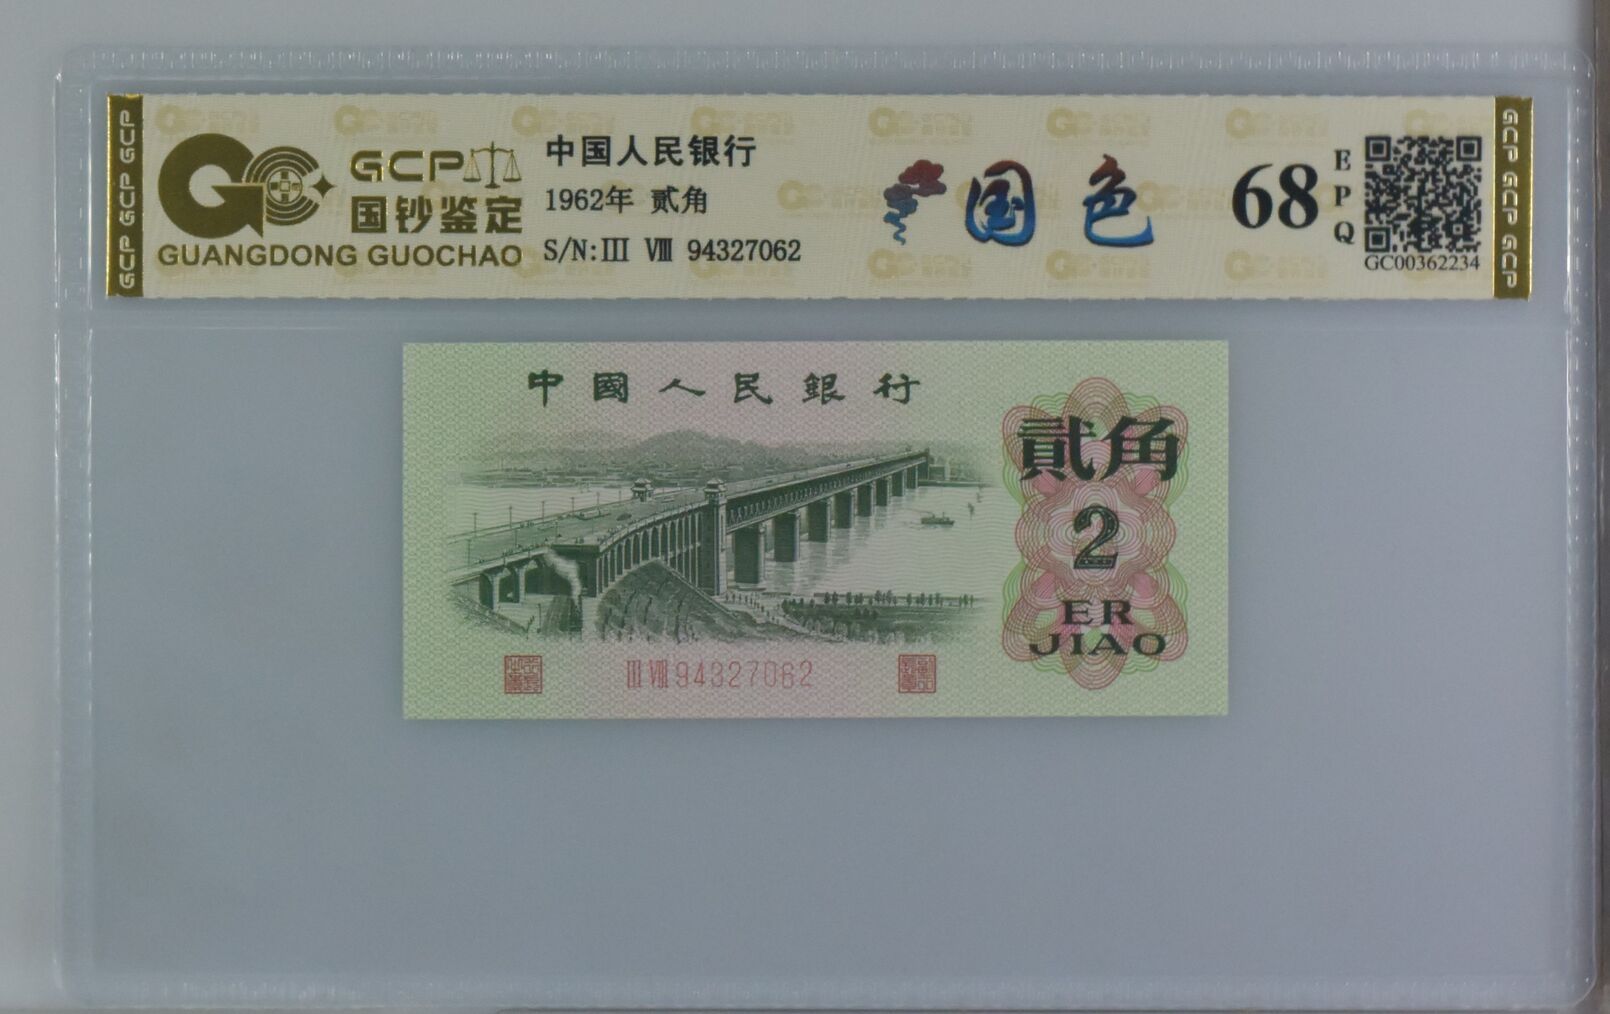 GCP GCP GCP
GCP
国钞鉴定
GUANGDONG GUOCHAO
中国人民银行
1962年 贰角
S/N:Ⅲ Ⅷ 94327062
中国色
68
EPQ
GC00362234
GCP GCP GCP
中國人民銀行
貳角
2
ER
JIAO
Ⅲ Ⅷ 94327062